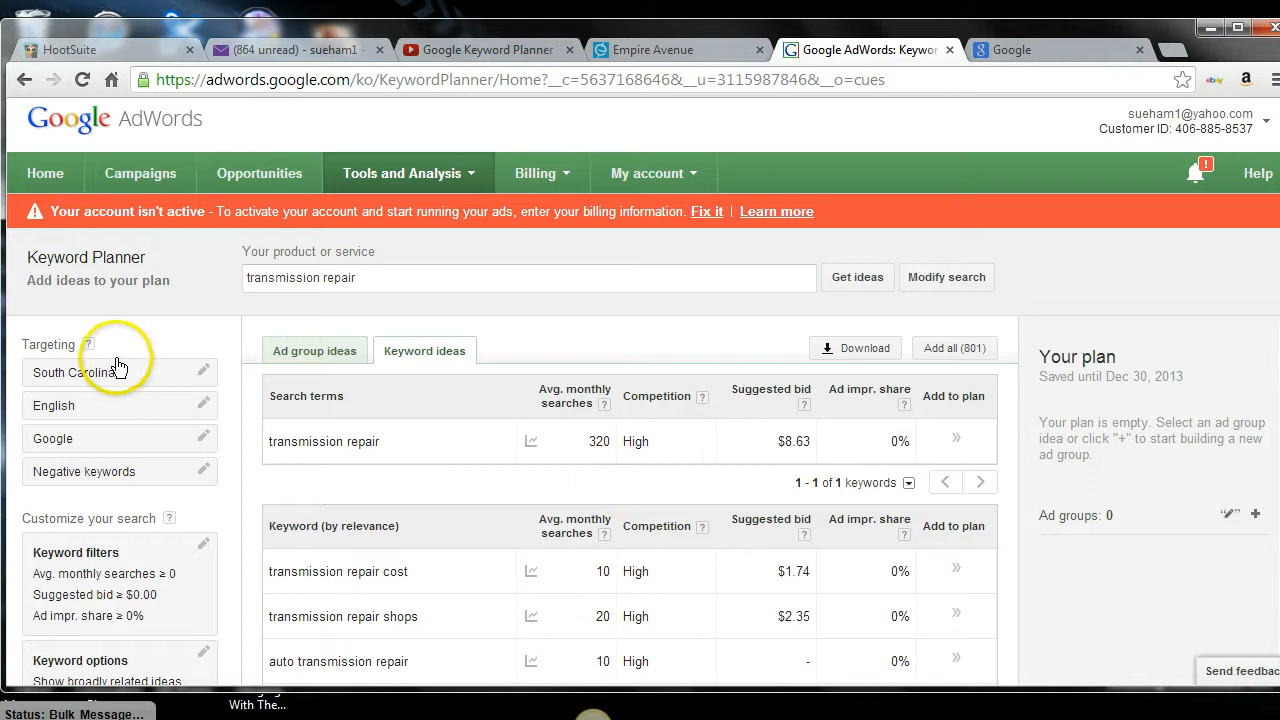 HootSuite
(864 unread) - sueham1 -
Google Keyword Planner
Empire Avenue
Google AdWords: Keywo
Google
https://adwords.google.com/ko/KeywordPlanner/Home?__c=5637168646&__u=3115987846&__o=cues
Google AdWords
sueham1@yahoo.com
Customer ID: 406-885-8537
Home
Campaigns
Opportunities
Tools and Analysis
Billing
My account
!
Help
Your account isn't active - To activate your account and start running your ads, enter your billing information. Fix it | Learn more
Keyword Planner
Add ideas to your plan
Your product or service
transmission repair
Get ideas
Modify search
Targeting ?
South Carolina
English
Google
Negative keywords
Customize your search ?
Keyword filters
Avg. monthly searches ≥ 0
Suggested bid ≥ $0.00
Ad impr. share ≥ 0%
Keyword options
Show broadly related ideas
Ad group ideas
Keyword ideas
Download
Add all (801)
Search terms
Avg. monthly searches ?
Competition ?
Suggested bid ?
Ad impr. share ?
Add to plan
transmission repair 320 High $8.63 0% »
1 - 1 of 1 keywords
Keyword (by relevance)
Avg. monthly searches ?
Competition ?
Suggested bid ?
Ad impr. share ?
Add to plan
transmission repair cost 10 High $1.74 0% »
transmission repair shops 20 High $2.35 0% »
auto transmission repair 10 High - 0% »
Your plan
Saved until Dec 30, 2013
Your plan is empty. Select an ad group
idea or click "+" to start building a new
ad group.
Ad groups: 0
Send feedbac
With The...
Status: Bulk Message...